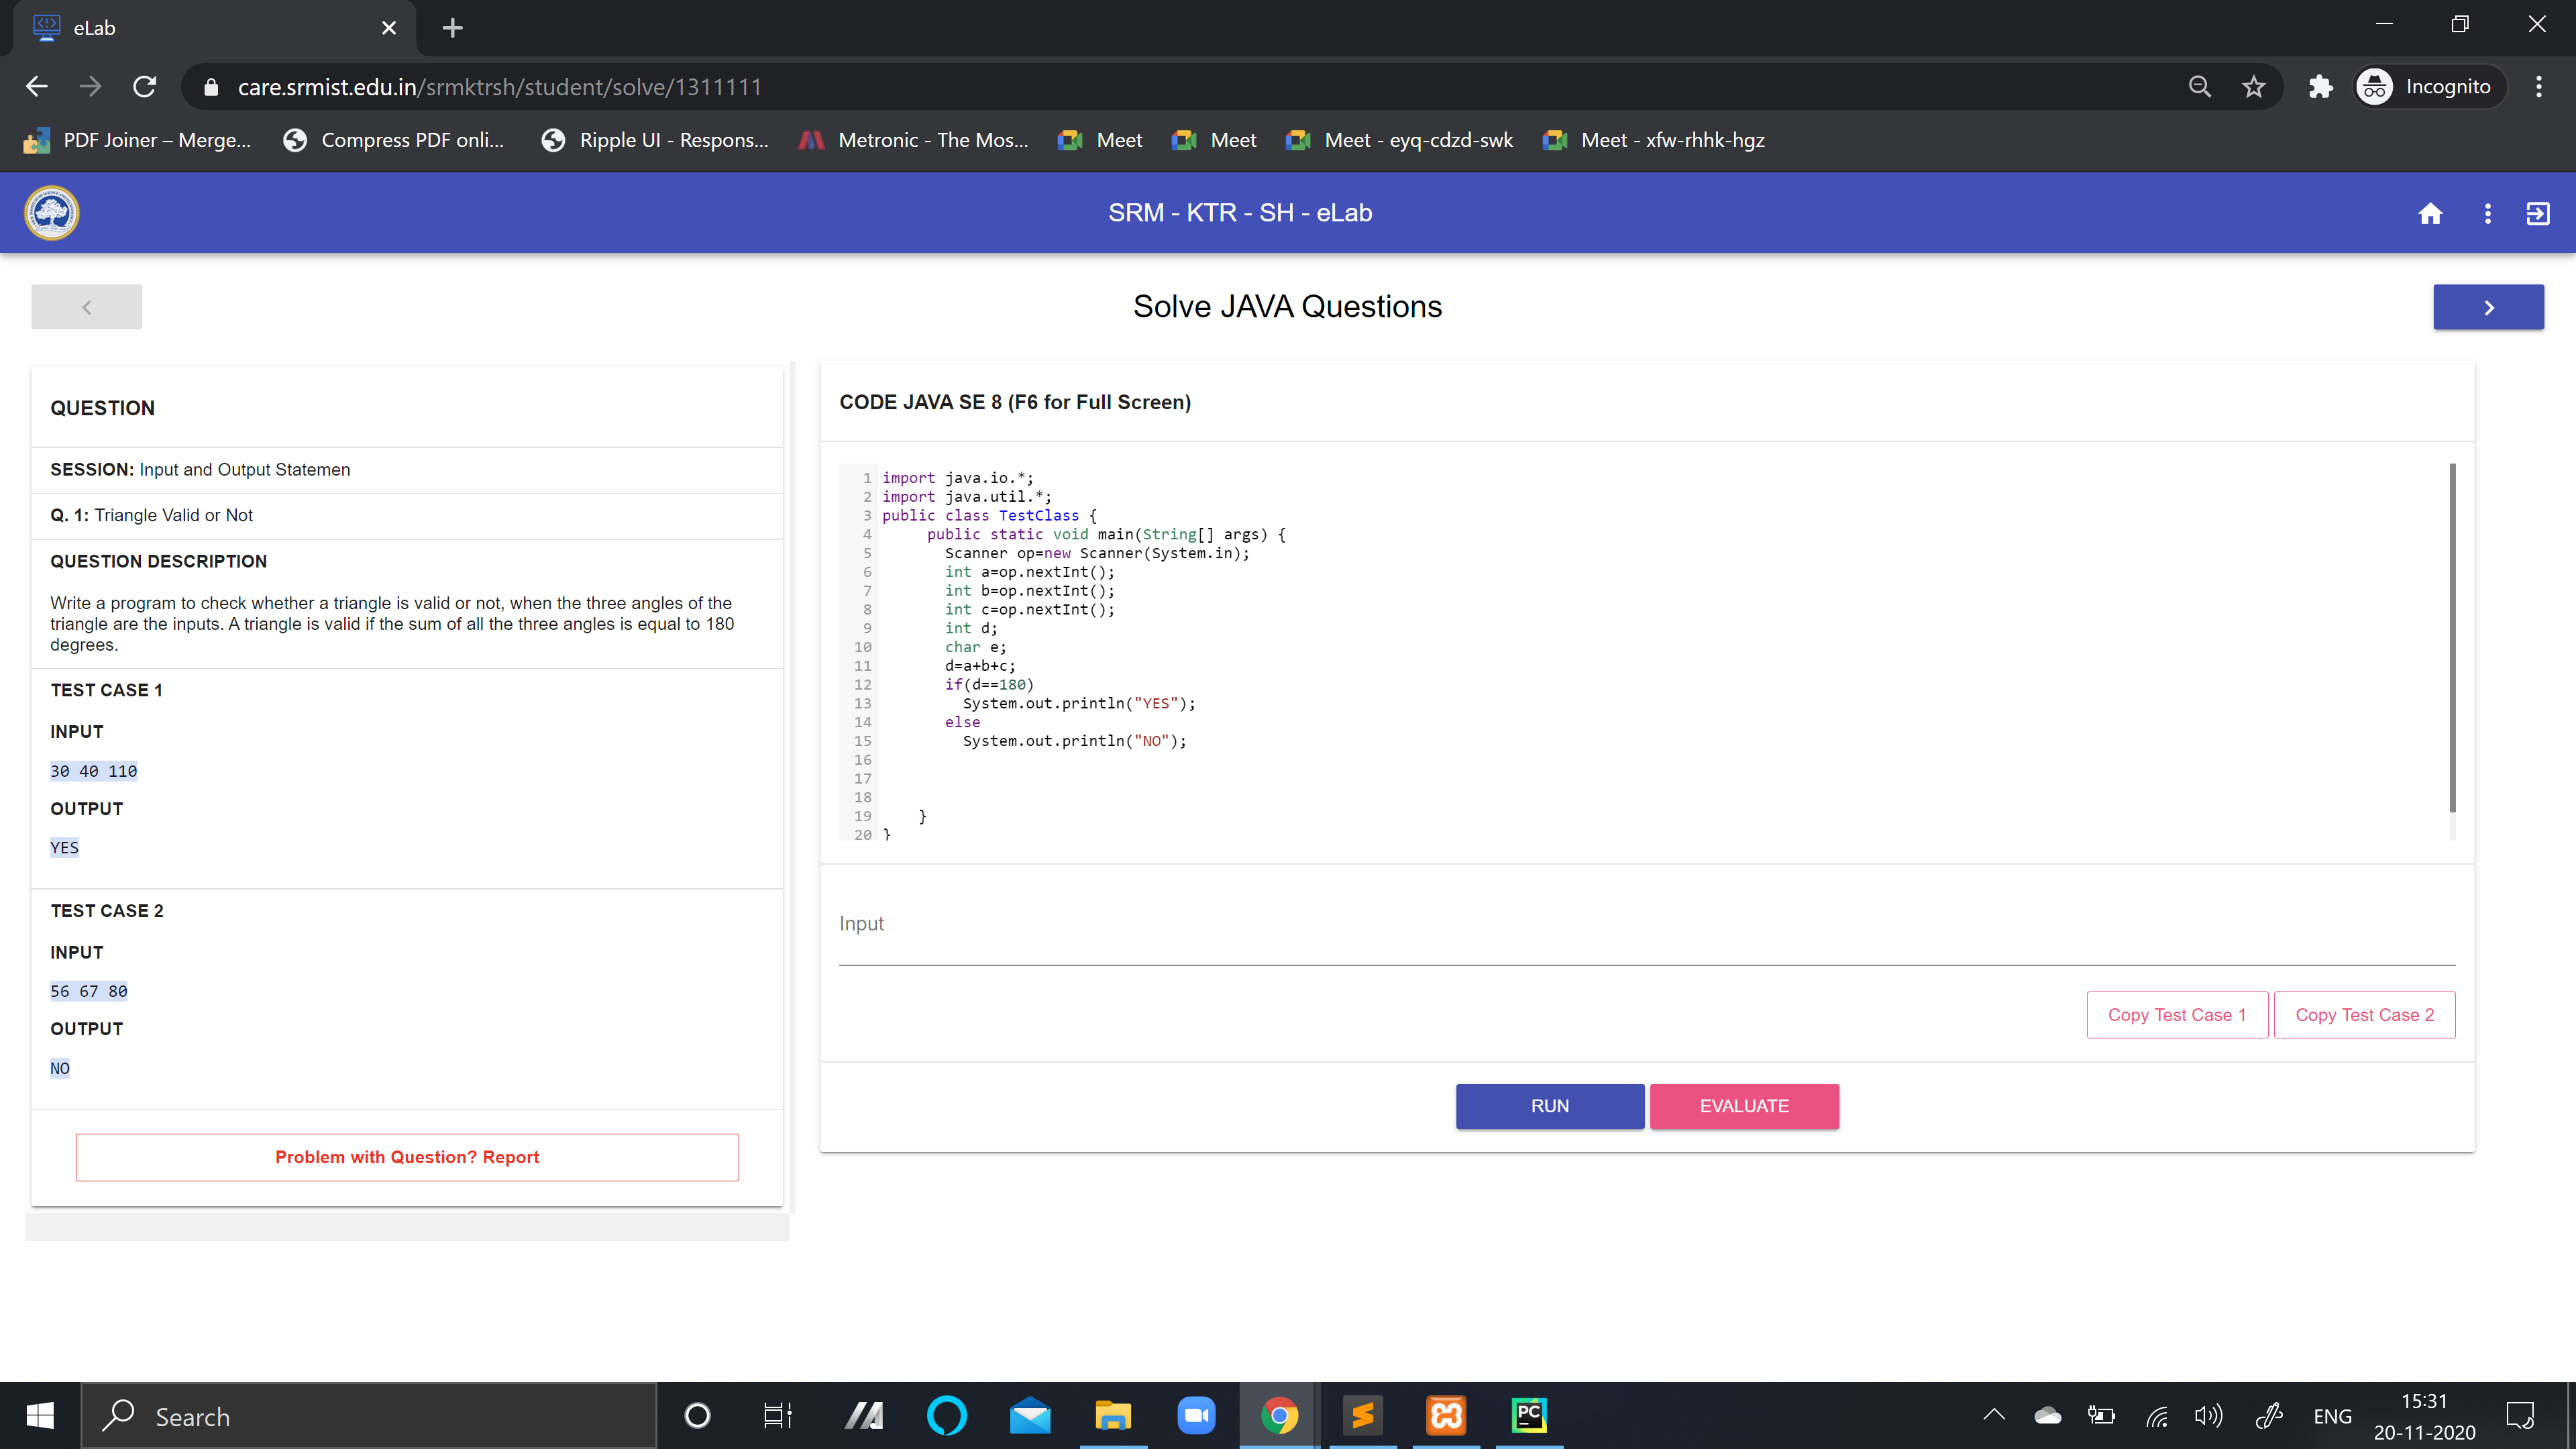 eLab
care.srmist.edu.in/srmktrsh/student/solve/1311111
Incognito
PDF Joiner – Merge...
Compress PDF onli...
Ripple UI - Respons...
Metronic - The Mos...
Meet
Meet
Meet - eyq-cdzd-swk
Meet - xfw-rhhk-hgz
SRM - KTR - SH - eLab
Solve JAVA Questions
QUESTION
SESSION: Input and Output Statemen
Q. 1: Triangle Valid or Not
QUESTION DESCRIPTION
Write a program to check whether a triangle is valid or not, when the three angles of the
triangle are the inputs. A triangle is valid if the sum of all the three angles is equal to 180
degrees.
TEST CASE 1
INPUT
30 40 110
OUTPUT
YES
TEST CASE 2
INPUT
56 67 80
OUTPUT
NO
Problem with Question? Report
CODE JAVA SE 8 (F6 for Full Screen)
1 import java.io.*;
2 import java.util.*;
3 public class TestClass {
4 public static void main(String[] args) {
5 Scanner op=new Scanner(System.in);
6 int a=op.nextInt();
7 int b=op.nextInt();
8 int c=op.nextInt();
9 int d;
10 char e;
11 d=a+b+c;
12 if(d==180)
13 System.out.println("YES");
14 else
15 System.out.println("NO");
16
17
18
19 }
20 }
Input
Copy Test Case 1
Copy Test Case 2
RUN
EVALUATE
Search
PC
ENG
15:31
20-11-2020